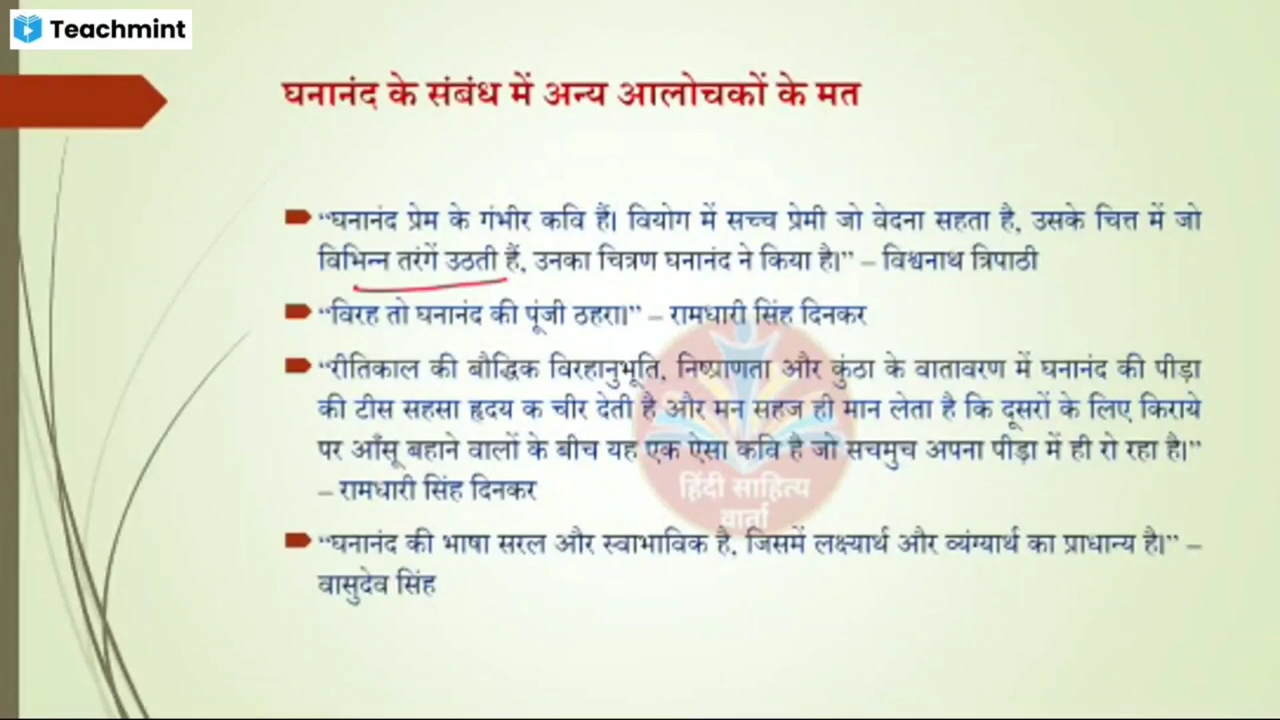 Teachmint
घनानंद के संबंध में अन्य आलोचकों के मत
“घनानंद प्रेम के गंभीर कवि हैं। वियोग में सच्च प्रेमी जो वेदना सहता है, उसके चित्त में जो
विभिन्न तरंगें उठती हैं, उनका चित्रण घनानंद ने किया है।” – विश्वनाथ त्रिपाठी
“विरह तो घनानंद की पूंजी ठहरा।” – रामधारी सिंह दिनकर
“रीतिकाल की बौद्धिक विरहानुभूति, निष्प्राणता और कुंठा के वातावरण में घनानंद की पीड़ा
की टीस सहसा हृदय क चीर देती है और मन सहज ही मान लेता है कि दूसरों के लिए किराये
पर आँसू बहाने वालों के बीच यह एक ऐसा कवि है जो सचमुच अपना पीड़ा में ही रो रहा है।”
– रामधारी सिंह दिनकर
हिंदी साहित्य
वार्ता
“घनानंद की भाषा सरल और स्वाभाविक है, जिसमें लक्ष्यार्थ और व्यंग्यार्थ का प्राधान्य है।” –
वासुदेव सिंह